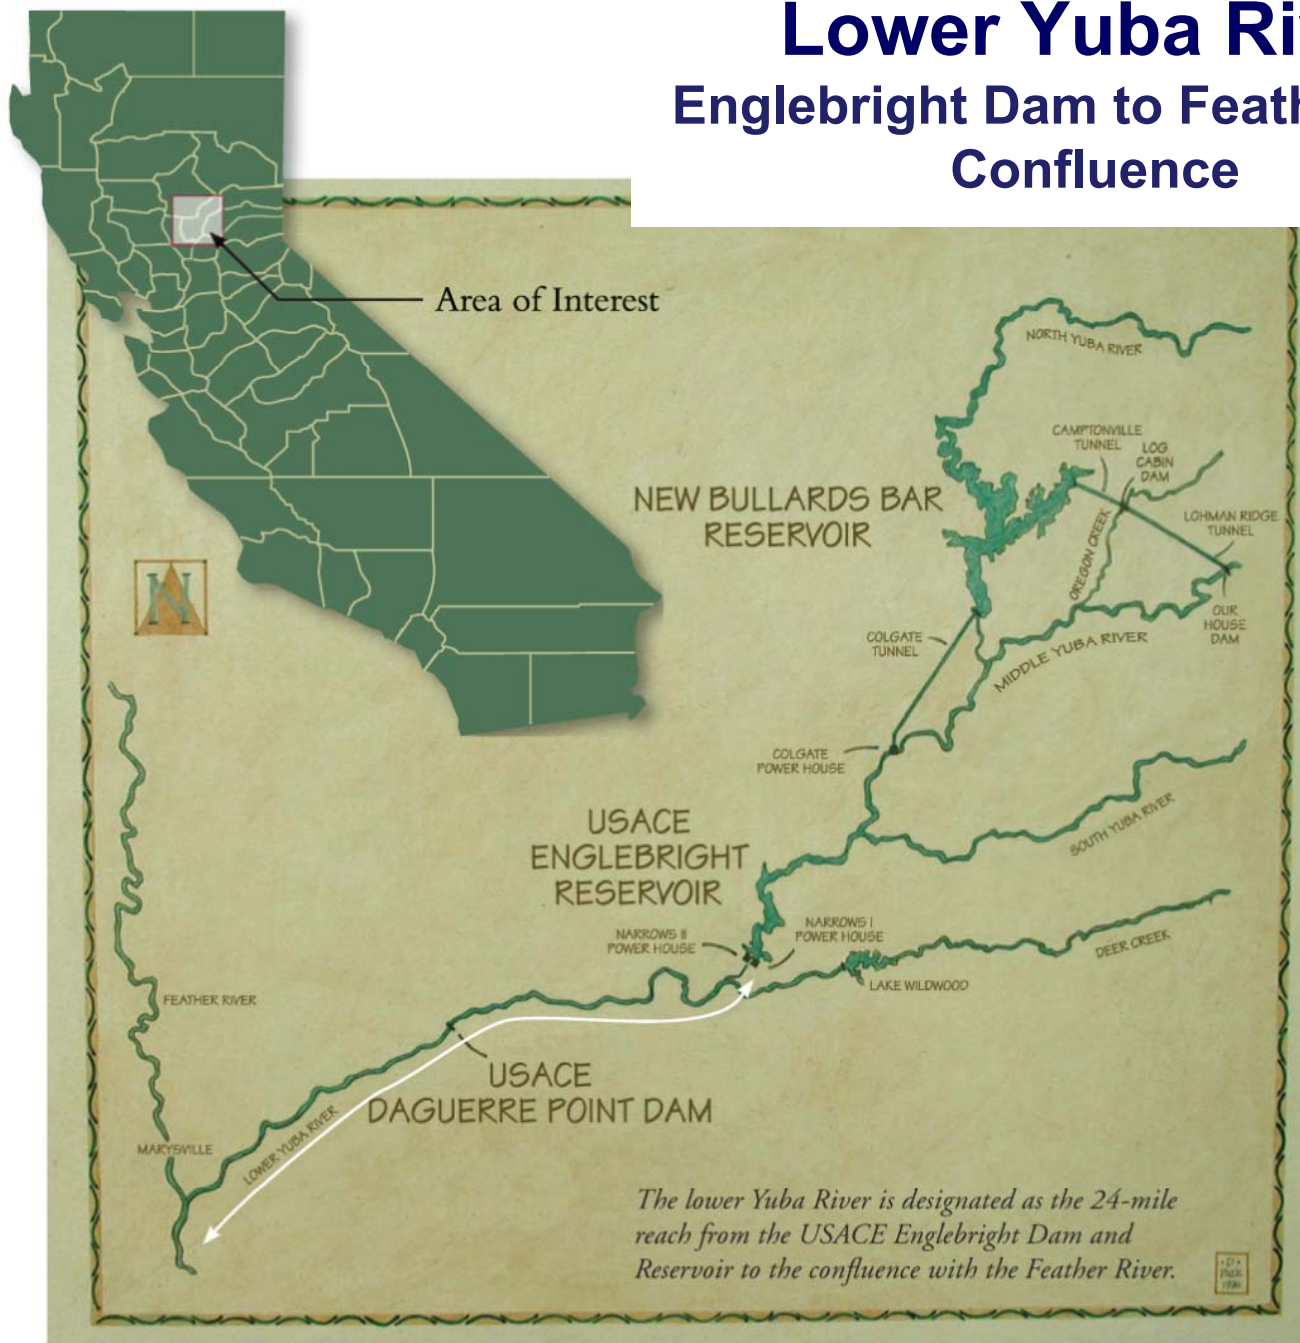 Lower Yuba Ri
Englebright Dam to Feath
Confluence
Area of Interest
NORTH YUBA RIVER
CAMPTONVILLE
TUNNEL
LOG
CABIN
DAM
NEW BULLARDS BAR
RESERVOIR
LOHMAN RIDGE
TUNNEL
OREGON CREEK
N
OUR
HOUSE
DAM
COLGATE
TUNNEL
MIDDLE YUBA RIVER
COLGATE
POWER HOUSE
SOUTH YUBA RIVER
USACE
ENGLEBRIGHT
RESERVOIR
NARROWS II
POWER HOUSE
NARROWS I
POWER HOUSE
DEER CREEK
LAKE WILDWOOD
FEATHER RIVER
USACE
DAGUERRE POINT DAM
MARYSVILLE
LOWER YUBA RIVER
The lower Yuba River is designated as the 24-mile
reach from the USACE Englebright Dam and
Reservoir to the confluence with the Feather River.